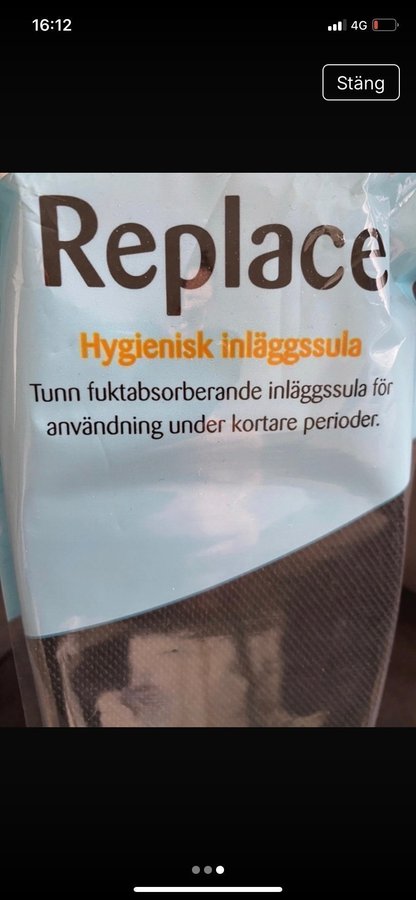 16:12
4G
Stäng
Replace
Hygienisk inläggssula
Tunn fuktabsorberande inläggssula för
användning under kortare perioder.